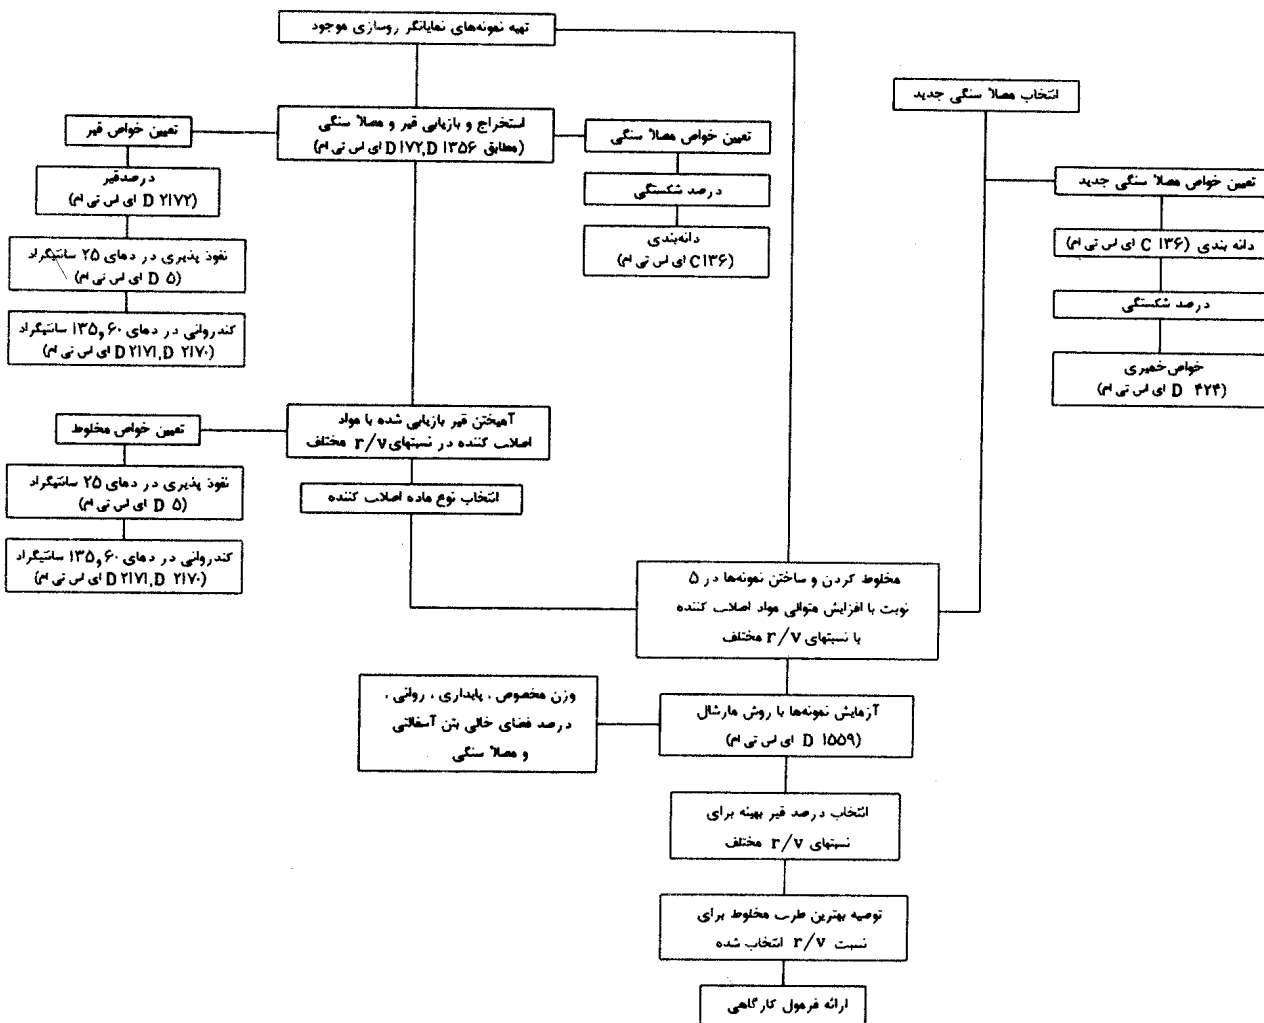 تهیه نمونه‌های نمایانگر روسازی موجود
انتخاب مصالح سنگی جدید
استخراج و بازیابی قیر و مصالح سنگی
(مطابق D ۱۷۲, D ۱۳۵۶ ای اس تی ام)
تعیین خواص قیر
درصد قیر
(D ۲۱۷۲ ای اس تی ام)
نفوذ پذیری در دمای ۲۵ سانتیگراد
(D ۵ ای اس تی ام)
کندروانی در دمای ۶۰ و ۱۳۵ سانتیگراد
(D ۲۱۷۱, D ۲۱۷۰ ای اس تی ام)
تعیین خواص مصالح سنگی
درصد شکستگی
دانه‌بندی
(C ۱۳۶ ای اس تی ام)
تعیین خواص مصالح سنگی جدید
دانه بندی (C ۱۳۶ ای اس تی ام)
درصد شکستگی
خواص خمیری
(D ۴۲۴ ای اس تی ام)
آمیختن قیر بازیابی شده با مواد
اصلاح کننده در نسبتهای r/v مختلف
تعیین خواص مخلوط
نفوذ پذیری در دمای ۲۵ سانتیگراد
(D ۵ ای اس تی ام)
کندروانی در دمای ۶۰ و ۱۳۵ سانتیگراد
(D ۲۱۷۱, D ۲۱۷۰ ای اس تی ام)
انتخاب نوع ماده اصلاح کننده
مخلوط کردن و ساختن نمونه‌ها در ۵
نوبت با افزایش متوالی مواد اصلاح کننده
با نسبتهای r/v مختلف
آزمایش نمونه‌ها با روش مارشال
(D ۱۵۵۹ ای اس تی ام)
وزن مخصوص، پایداری، روانی،
درصد فضای خالی بتن آسفالتی
و مصالح سنگی
انتخاب درصد قیر بهینه برای
نسبتهای r/v مختلف
توصیه بهترین طرح مخلوط برای
نسبت r/v انتخاب شده
ارائه فرمول کارگاهی